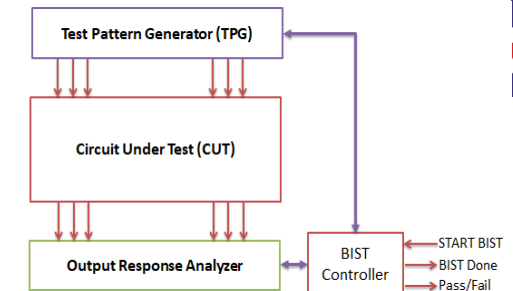 Test Pattern Generator (TPG)
Circuit Under Test (CUT)
Output Response Analyzer
BIST
Controller
START BIST
BIST Done
Pass/Fail